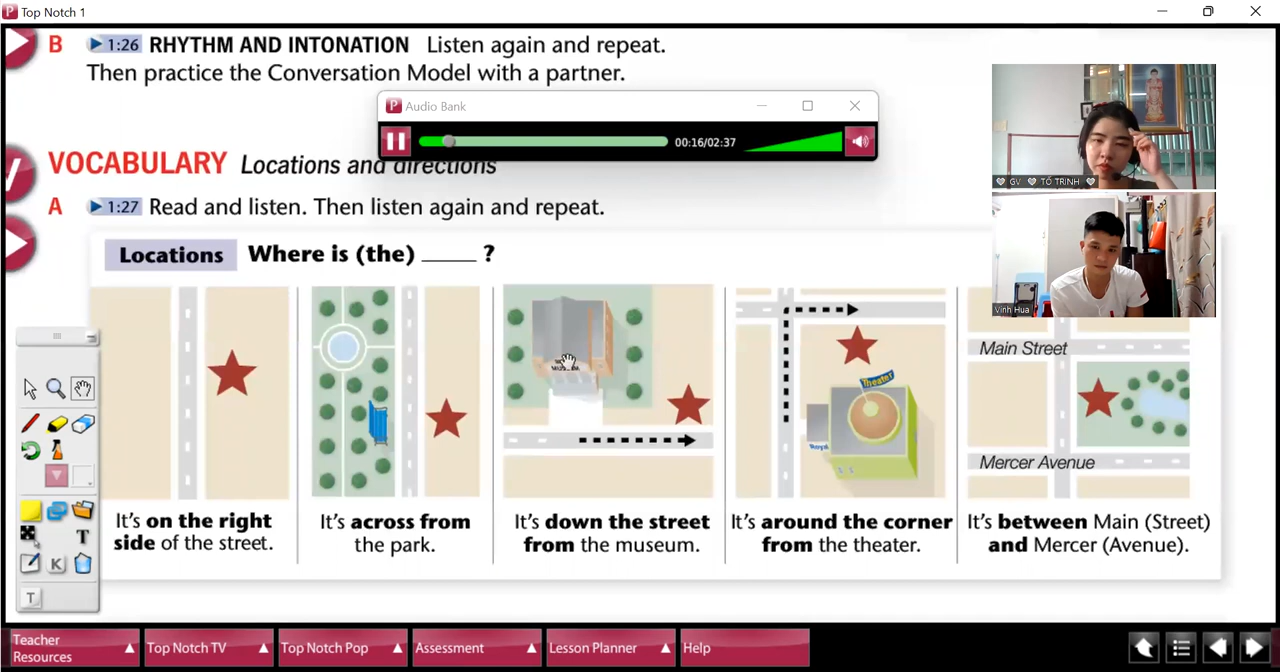 Top Notch 1
B 1:26 RHYTHM AND INTONATION Listen again and repeat.
Then practice the Conversation Model with a partner.
Audio Bank
00:16/02:37
VOCABULARY Locations and directions
A 1:27 Read and listen. Then listen again and repeat.
GV TỐ TRINH
Vinh Hua
Locations Where is (the) ____ ?
Theater
Main Street
Mercer Avenue
It's on the right
side of the street.
It's across from
the park.
It's down the street
from the museum.
It's around the corner
from the theater.
It's between Main (Street)
and Mercer (Avenue).
T
K
T
Teacher
Resources
Top Notch TV
Top Notch Pop
Assessment
Lesson Planner
Help